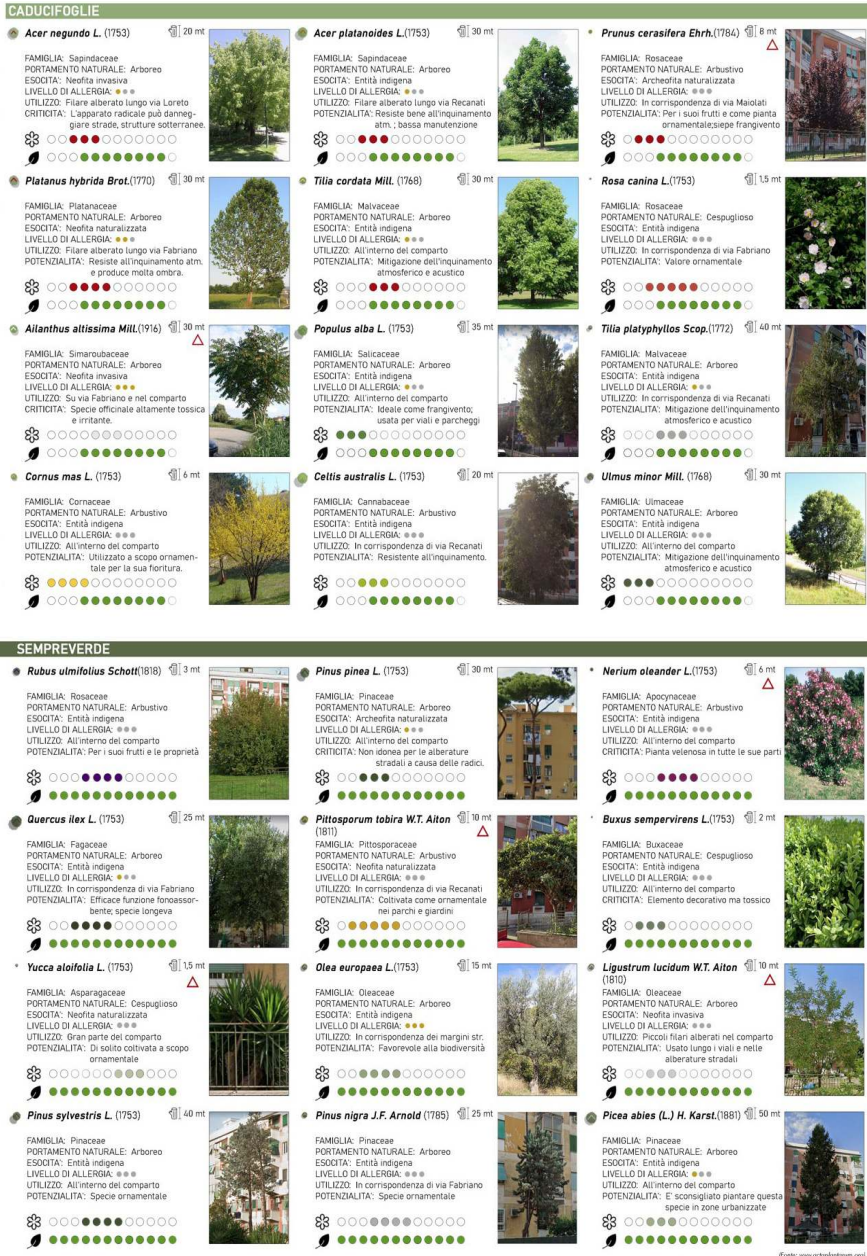 CADUCIFOGLIE
Acer negundo L. (1753) 20 mt
FAMIGLIA: Sapindaceae
PORTAMENTO NATURALE: Arboreo
ESOCITA': Neofita invasiva
LIVELLO DI ALLERGIA:
UTILIZZO: Filare alberato lungo via Loreto
CRITICITA': L'apparato radicale può danneg-
giare strade, strutture sotterranee.
Acer platanoides L.(1753) 30 mt
FAMIGLIA: Sapindaceae
PORTAMENTO NATURALE: Arboreo
ESOCITA': Entità indigena
LIVELLO DI ALLERGIA:
UTILIZZO: Filare alberato lungo via Recanati
POTENZIALITA': Resiste bene all'inquinamento
atm. ; bassa manutenzione
Prunus cerasifera Ehrh.(1784) 8 mt
FAMIGLIA: Rosaceae
PORTAMENTO NATURALE: Arbustivo
ESOCITA': Archeofita naturalizzata
LIVELLO DI ALLERGIA:
UTILIZZO: In corrispondenza di via Maiolati
POTENZIALITA': Per i suoi frutti e come pianta
ornamentale;siepe frangivento
Platanus hybrida Brot.(1770) 30 mt
FAMIGLIA: Platanaceae
PORTAMENTO NATURALE: Arboreo
ESOCITA': Neofita naturalizzata
LIVELLO DI ALLERGIA:
UTILIZZO: Filare alberato lungo via Fabriano
POTENZIALITA': Resiste all'inquinamento atm.
e produce molta ombra.
Tilia cordata Mill. (1768) 30 mt
FAMIGLIA: Malvaceae
PORTAMENTO NATURALE: Arboreo
ESOCITA': Entità indigena
LIVELLO DI ALLERGIA:
UTILIZZO: All'interno del comparto
POTENZIALITA': Mitigazione dell'inquinamento
atmosferico e acustico
Rosa canina L.(1753) 1,5 mt
FAMIGLIA: Rosaceae
PORTAMENTO NATURALE: Cespuglioso
ESOCITA': Entità indigena
LIVELLO DI ALLERGIA:
UTILIZZO: In corrispondenza di via Fabriano
POTENZIALITA': Valore ornamentale
Ailanthus altissima Mill.(1916) 30 mt
FAMIGLIA: Simaroubaceae
PORTAMENTO NATURALE: Arboreo
ESOCITA': Neofita invasiva
LIVELLO DI ALLERGIA:
UTILIZZO: Su via Fabriano e nel comparto
CRITICITA': Specie officinale altamente tossica
e irritante.
Populus alba L. (1753) 35 mt
FAMIGLIA: Salicaceae
PORTAMENTO NATURALE: Arboreo
ESOCITA': Entità indigena
LIVELLO DI ALLERGIA:
UTILIZZO: All'interno del comparto
POTENZIALITA': Ideale come frangivento;
usata per viali e parcheggi
Tilia platyphyllos Scop.(1772) 40 mt
FAMIGLIA: Malvaceae
PORTAMENTO NATURALE: Arboreo
ESOCITA': Entità indigena
LIVELLO DI ALLERGIA:
UTILIZZO: In corrispondenza di via Recanati
POTENZIALITA': Mitigazione dell'inquinamento
atmosferico e acustico
Cornus mas L. (1753) 6 mt
FAMIGLIA: Cornaceae
PORTAMENTO NATURALE: Arbustivo
ESOCITA': Entità indigena
LIVELLO DI ALLERGIA:
UTILIZZO: All'interno del comparto
POTENZIALITA': Utilizzato a scopo ornamen-
tale per la sua fioritura.
Celtis australis L. (1753) 20 mt
FAMIGLIA: Cannabaceae
PORTAMENTO NATURALE: Arbustivo
ESOCITA': Entità indigena
LIVELLO DI ALLERGIA:
UTILIZZO: In corrispondenza di via Recanati
POTENZIALITA': Resistente all'inquinamento.
Ulmus minor Mill. (1768) 30 mt
FAMIGLIA: Ulmaceae
PORTAMENTO NATURALE: Arboreo
ESOCITA': Entità indigena
LIVELLO DI ALLERGIA:
UTILIZZO: All'interno del comparto
POTENZIALITA': Mitigazione dell'inquinamento
atmosferico e acustico
SEMPREVERDE
Rubus ulmifolius Schott(1818) 3 mt
FAMIGLIA: Rosaceae
PORTAMENTO NATURALE: Arbustivo
ESOCITA': Entità indigena
LIVELLO DI ALLERGIA:
UTILIZZO: All'interno del comparto
POTENZIALITA': Per i suoi frutti e le proprietà
Pinus pinea L. (1753) 30 mt
FAMIGLIA: Pinaceae
PORTAMENTO NATURALE: Arboreo
ESOCITA': Archeofita naturalizzata
LIVELLO DI ALLERGIA:
UTILIZZO: All'interno del comparto
CRITICITA': Non idonea per le alberature
stradali a causa delle radici.
Nerium oleander L.(1753) 6 mt
FAMIGLIA: Apocynaceae
PORTAMENTO NATURALE: Arbustivo
ESOCITA': Entità indigena
LIVELLO DI ALLERGIA:
UTILIZZO: All'interno del comparto
CRITICITA': Pianta velenosa in tutte le sue parti
Quercus ilex L. (1753) 25 mt
FAMIGLIA: Fagaceae
PORTAMENTO NATURALE: Arboreo
ESOCITA': Entità indigena
LIVELLO DI ALLERGIA:
UTILIZZO: In corrispondenza di via Fabriano
POTENZIALITA': Efficace funzione fonoassor-
bente; specie longeva
Pittosporum tobira W.T. Aiton 10 mt
(1811)
FAMIGLIA: Pittosporaceae
PORTAMENTO NATURALE: Arbustivo
ESOCITA': Neofita naturalizzata
LIVELLO DI ALLERGIA:
UTILIZZO: In corrispondenza di via Recanati
POTENZIALITA': Coltivata come ornamentale
nei parchi e giardini
Buxus sempervirens L.(1753) 2 mt
FAMIGLIA: Buxaceae
PORTAMENTO NATURALE: Cespuglioso
ESOCITA': Entità indigena
LIVELLO DI ALLERGIA:
UTILIZZO: All'interno del comparto
CRITICITA': Elemento decorativo ma tossico
Yucca aloifolia L. (1753) 1,5 mt
FAMIGLIA: Asparagaceae
PORTAMENTO NATURALE: Cespuglioso
ESOCITA': Neofita naturalizzata
LIVELLO DI ALLERGIA:
UTILIZZO: Gran parte del comparto
POTENZIALITA': Di solito coltivata a scopo
ornamentale
Olea europaea L.(1753) 15 mt
FAMIGLIA: Oleaceae
PORTAMENTO NATURALE: Arboreo
ESOCITA': Entità indigena
LIVELLO DI ALLERGIA:
UTILIZZO: In corrispondenza dei margini str.
POTENZIALITA': Favorevole alla biodiversità
Ligustrum lucidum W.T. Aiton 10 mt
(1810)
FAMIGLIA: Oleaceae
PORTAMENTO NATURALE: Arboreo
ESOCITA': Neofita invasiva
LIVELLO DI ALLERGIA:
UTILIZZO: Piccoli filari alberati nel comparto
POTENZIALITA': Usato lungo i viali e nelle
alberature stradali
Pinus sylvestris L. (1753) 40 mt
FAMIGLIA: Pinaceae
PORTAMENTO NATURALE: Arboreo
ESOCITA': Entità indigena
LIVELLO DI ALLERGIA:
UTILIZZO: All'interno del comparto
POTENZIALITA': Specie ornamentale
Pinus nigra J.F. Arnold (1785) 25 mt
FAMIGLIA: Pinaceae
PORTAMENTO NATURALE: Arboreo
ESOCITA': Entità indigena
LIVELLO DI ALLERGIA:
UTILIZZO: In corrispondenza di via Fabriano
POTENZIALITA': Specie ornamentale
Picea abies (L.) H. Karst.(1881) 50 mt
FAMIGLIA: Pinaceae
PORTAMENTO NATURALE: Arboreo
ESOCITA': Entità indigena
LIVELLO DI ALLERGIA:
UTILIZZO: All'interno del comparto
POTENZIALITA': E' sconsigliato piantare questa
specie in zone urbanizzate
(Fonte: www.actaplantarum.org)